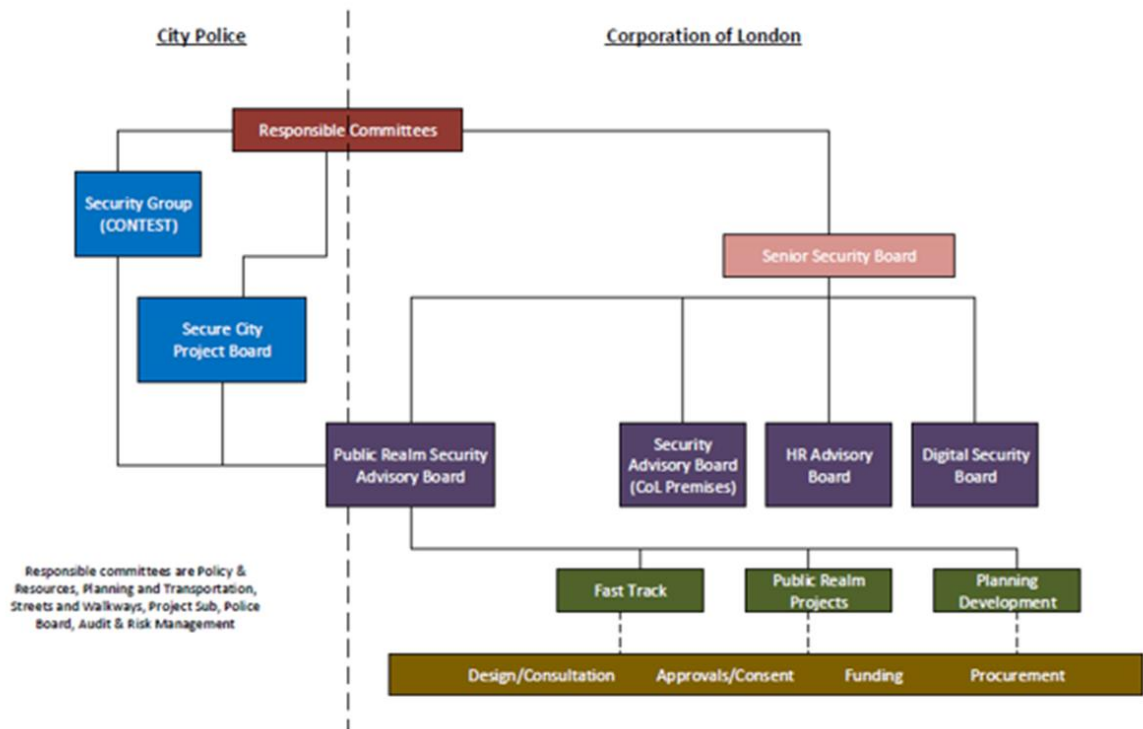 City Police
Corporation of London
Responsible Committees
Security Group
(CONTEST)
Senior Security Board
Secure City
Project Board
Public Realm Security
Advisory Board
Security
Advisory Board
(CoL Premises)
HR Advisory
Board
Digital Security
Board
Responsible committees are Policy &
Resources, Planning and Transportation,
Streets and Walkways, Project Sub, Police
Board, Audit & Risk Management
Fast Track
Public Realm
Projects
Planning
Development
Design/Consultation Approvals/Consent Funding Procurement